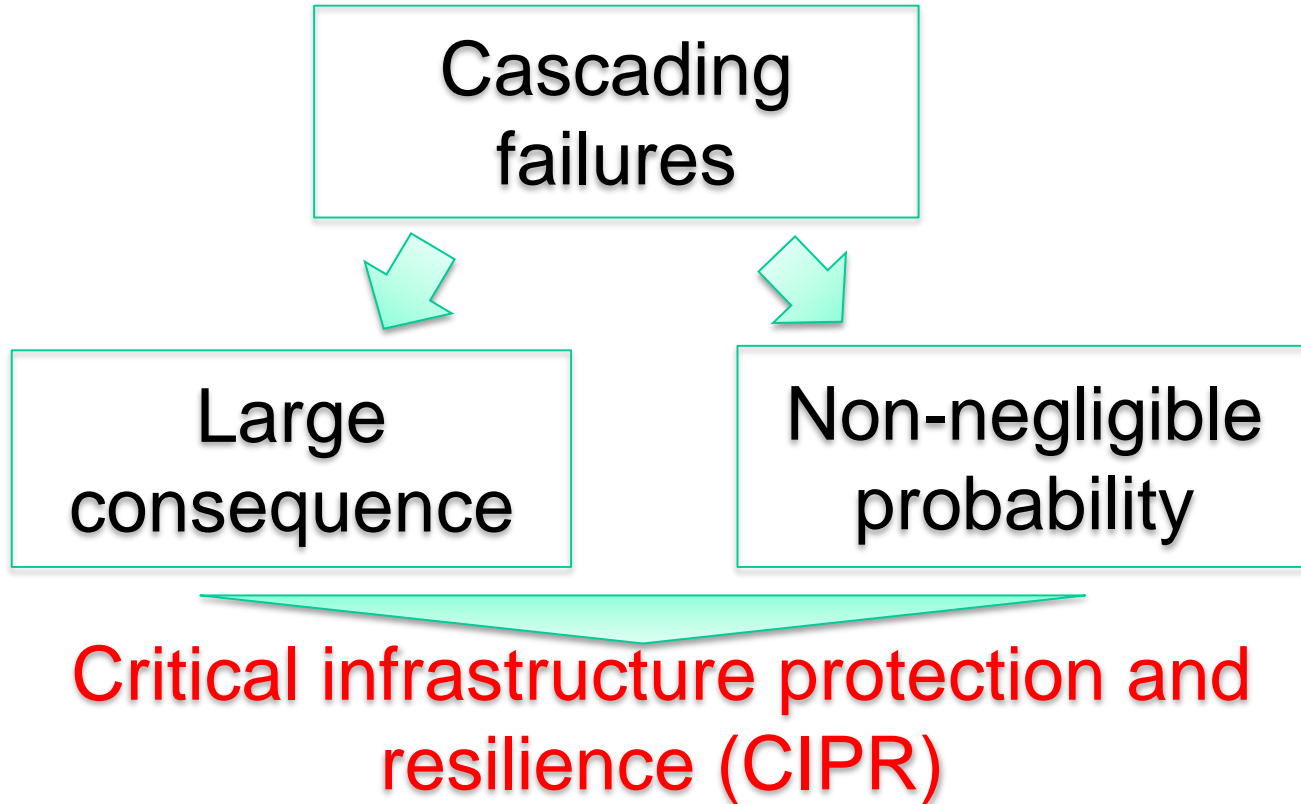 Cascading
failures
Large
consequence
Non-negligible
probability
Critical infrastructure protection and
resilience (CIPR)